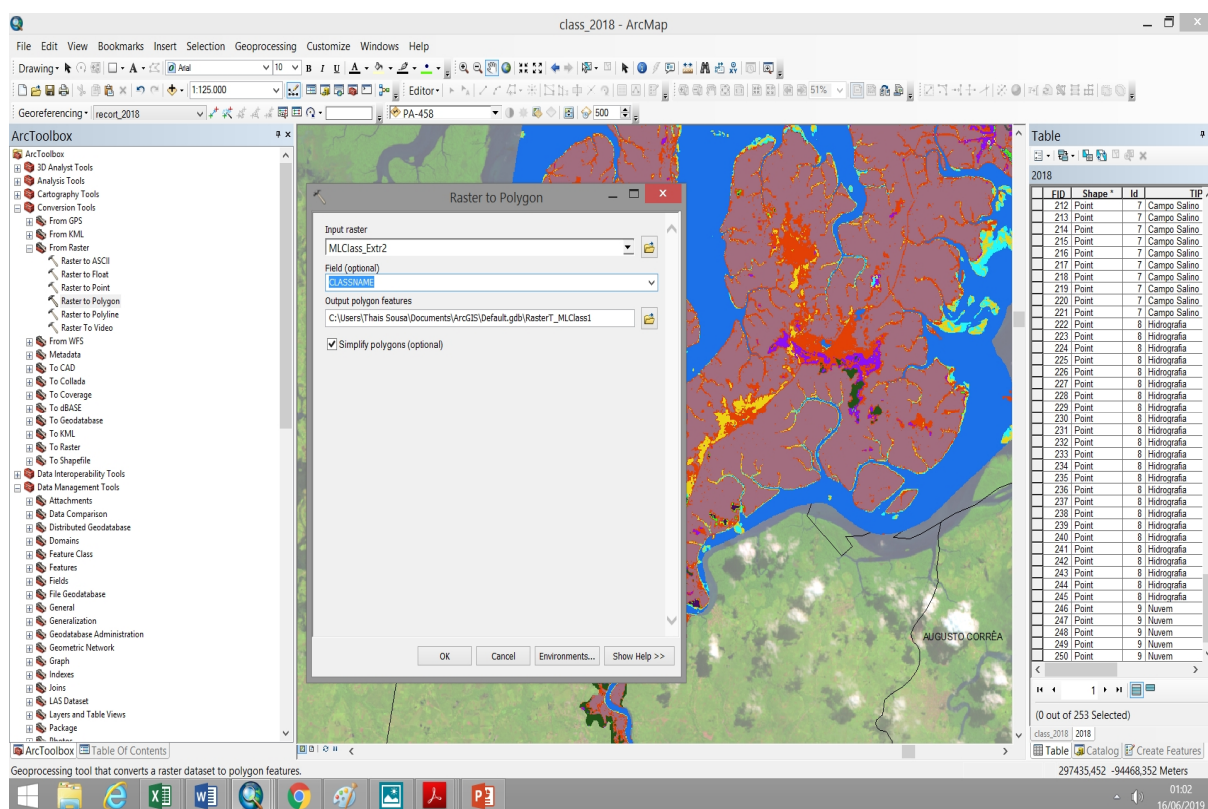 class_2018 - ArcMap
File Edit View Bookmarks Insert Selection Geoprocessing Customize Windows Help
Drawing A Arial 10 B I U A
1:125.000 Editor 51%
Georeferencing recort_2018 PA-458 500
ArcToolbox
ArcToolbox
3D Analyst Tools
Analysis Tools
Cartography Tools
Conversion Tools
From GPS
From KML
From Raster
Raster to ASCII
Raster to Float
Raster to Point
Raster to Polygon
Raster to Polyline
Raster To Video
From WFS
Metadata
To CAD
To Collada
To Coverage
To dBASE
To Geodatabase
To KML
To Raster
To Shapefile
Data Interoperability Tools
Data Management Tools
Attachments
Data Comparison
Distributed Geodatabase
Domains
Feature Class
Features
Fields
File Geodatabase
General
Generalization
Geodatabase Administration
Geometric Network
Graph
Indexes
Joins
LAS Dataset
Layers and Table Views
Package
Photos
ArcToolbox Table Of Contents
Raster to Polygon
Input raster
MLClass_Extr2
Field (optional)
CLASSNAME
Output polygon features
C:\Users\Thais Sousa\Documents\ArcGIS\Default.gdb\RasterT_MLClass1
Simplify polygons (optional)
OK Cancel Environments... Show Help >>
AUGUSTO CORRÊA
Table
2018
FID Shape * Id TIP
212 Point 7 Campo Salino
213 Point 7 Campo Salino
214 Point 7 Campo Salino
215 Point 7 Campo Salino
216 Point 7 Campo Salino
217 Point 7 Campo Salino
218 Point 7 Campo Salino
219 Point 7 Campo Salino
220 Point 7 Campo Salino
221 Point 7 Campo Salino
222 Point 8 Hidrografia
223 Point 8 Hidrografia
224 Point 8 Hidrografia
225 Point 8 Hidrografia
226 Point 8 Hidrografia
227 Point 8 Hidrografia
228 Point 8 Hidrografia
229 Point 8 Hidrografia
230 Point 8 Hidrografia
231 Point 8 Hidrografia
232 Point 8 Hidrografia
233 Point 8 Hidrografia
234 Point 8 Hidrografia
235 Point 8 Hidrografia
236 Point 8 Hidrografia
237 Point 8 Hidrografia
238 Point 8 Hidrografia
239 Point 8 Hidrografia
240 Point 8 Hidrografia
241 Point 8 Hidrografia
242 Point 8 Hidrografia
243 Point 8 Hidrografia
244 Point 8 Hidrografia
245 Point 8 Hidrografia
246 Point 9 Nuvem
247 Point 9 Nuvem
248 Point 9 Nuvem
249 Point 9 Nuvem
250 Point 9 Nuvem
1
(0 out of 253 Selected)
class_2018 2018
Table Catalog Create Features
Geoprocessing tool that converts a raster dataset to polygon features.
297435,452 -94468,352 Meters
01:02
16/06/2019